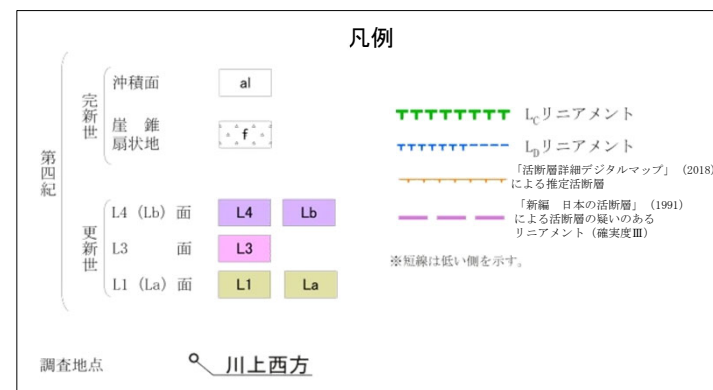 凡例
第四紀
完新世
沖積面 al
崖錐
扇状地 f
更新世
L4 (Lb) 面 L4 Lb
L3 面 L3
L1 (La) 面 L1 La
調査地点 川上西方
LCリニアメント
LDリニアメント
「活断層詳細デジタルマップ」(2018)
による推定活断層
「新編 日本の活断層」(1991)
による活断層の疑いのある
リニアメント(確実度Ⅲ)
※短線は低い側を示す。